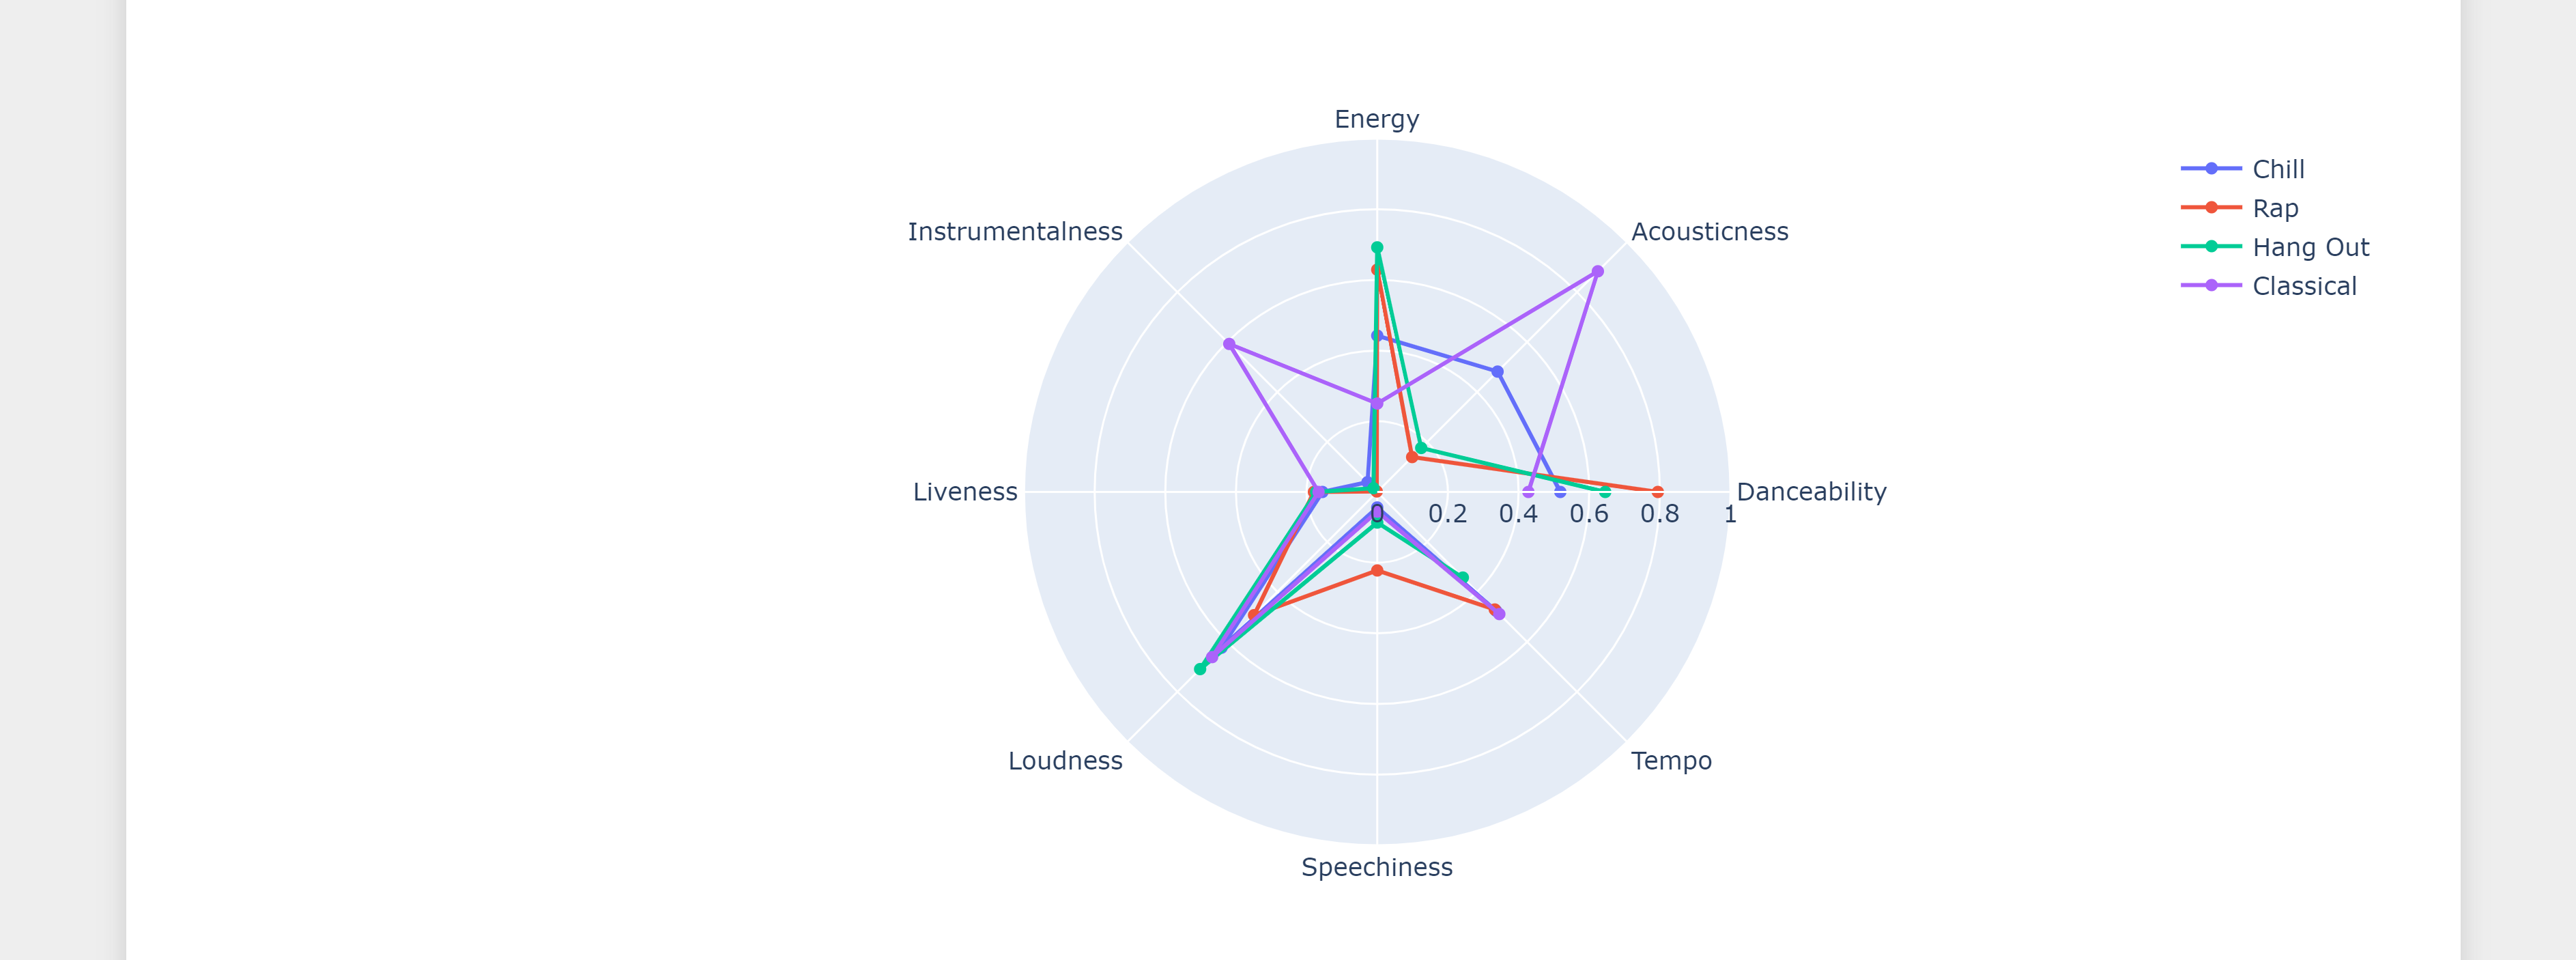 Energy
Instrumentalness
Acousticness
Liveness
Danceability
0 0.2 0.4 0.6 0.8 1
Loudness
Tempo
Speechiness
Chill
Rap
Hang Out
Classical